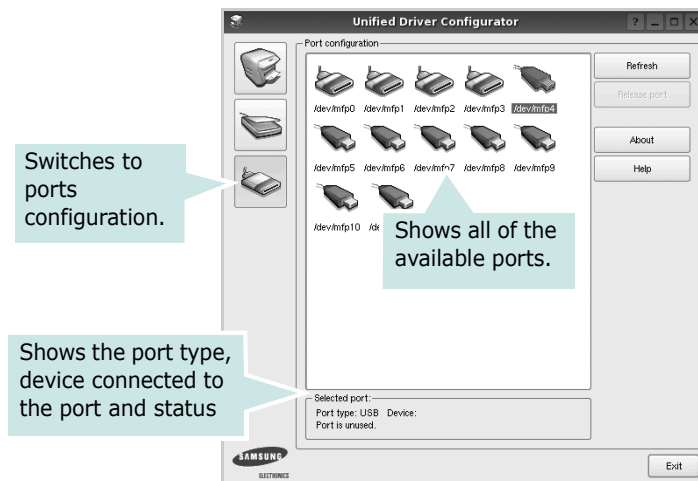 Unified Driver Configurator
Port configuration
/dev/mfp0 /dev/mfp1 /dev/mfp2 /dev/mfp3 /dev/mfp4
/dev/mfp5 /dev/mfp6 /dev/mfp7 /dev/mfp8 /dev/mfp9
/dev/mfp10
Refresh
Release port
About
Help
Switches to
ports
configuration.
Shows all of the
available ports.
Shows the port type,
device connected to
the port and status
Selected port:
Port type: USB Device:
Port is unused.
SAMSUNG
ELECTRONICS
Exit